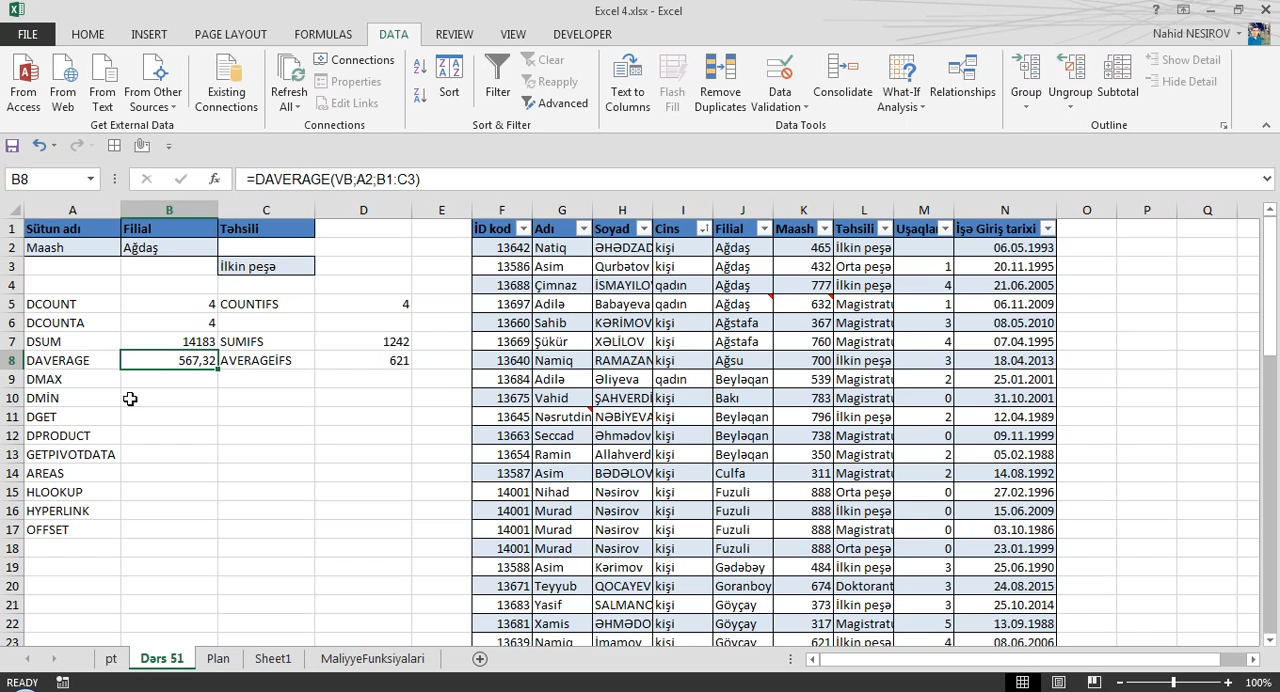 Excel 4.xlsx - Excel
FILE HOME INSERT PAGE LAYOUT FORMULAS DATA REVIEW VIEW DEVELOPER Nahid NESIROV
From Access From Web From Text From Other Sources Existing Connections Refresh All Connections Properties Edit Links Sort Filter Clear Reapply Advanced Text to Columns Flash Fill Remove Duplicates Data Validation Consolidate What-If Analysis Relationships Group Ungroup Subtotal Show Detail Hide Detail
Get External Data Connections Sort & Filter Data Tools Outline
B8 fx =DAVERAGE(VB;A2;B1:C3)
A B C D E F G H I J K L M N O P Q
1 Sütun adı Filial Təhsili İD kod Adı Soyad Cins Filial Maash Təhsili Uşaqlar İşə Giriş tarixi
2 Maash Ağdaş 13642 Natiq ƏHƏDZAD kişi Ağdaş 465 İlkin peşə 06.05.1993
3 İlkin peşə 13586 Asim Qurbətov kişi Ağdaş 432 Orta peşə 1 20.11.1995
4 13688 Çimnaz İSMAYILO qadın Ağdaş 777 İlkin peşə 4 21.06.2005
5 DCOUNT 4 COUNTIFS 4 13697 Adilə Babayeva qadın Ağdaş 632 Magistratu 1 06.11.2009
6 DCOUNTA 4 13660 Sahib KƏRİMOV kişi Ağstafa 367 Magistratu 3 08.05.2010
7 DSUM 14183 SUMIFS 1242 13669 Şükür XƏLİLOV kişi Ağstafa 760 Magistratu 4 07.04.1995
8 DAVERAGE 567,32 AVERAGEİFS 621 13640 Namiq RAMAZAN kişi Ağsu 700 İlkin peşə 3 18.04.2013
9 DMAX 13684 Adilə Əliyeva qadın Beyləqan 539 Magistratu 2 25.01.2001
10 DMİN 13675 Vahid ŞAHVERDİ kişi Bakı 783 Magistratu 0 31.10.2001
11 DGET 13645 Nəsrutdin NƏBİYEVA kişi Beyləqan 796 İlkin peşə 2 12.04.1989
12 DPRODUCT 13663 Seccad Əhmədov kişi Beyləqan 738 Magistratu 0 09.11.1999
13 GETPIVOTDATA 13654 Ramin Allahverd kişi Beyləqan 350 Magistratu 2 05.02.1988
14 AREAS 13587 Asim BƏDƏLOV kişi Culfa 311 Magistratu 2 14.08.1992
15 HLOOKUP 14001 Nihad Nəsirov kişi Fuzuli 888 Orta peşə 0 27.02.1996
16 HYPERLINK 14001 Murad Nəsirov kişi Fuzuli 888 İlkin peşə 0 15.06.2009
17 OFFSET 14001 Murad Nəsirov kişi Fuzuli 888 Magistratu 0 03.10.1986
18 14001 Murad Nəsirov kişi Fuzuli 888 Orta peşə 0 23.01.1999
19 13588 Asim Kərimov kişi Gədəbəy 484 İlkin peşə 3 25.06.1990
20 13671 Teyyub QOCAYEV kişi Goranboy 674 Doktorant 3 24.08.2015
21 13683 Yasif SALMANO kişi Göyçay 373 İlkin peşə 3 25.10.2014
22 13681 Xamis ƏHMƏDO kişi Göyçay 317 Magistratu 5 13.09.1988
23 13639 Namiq İmamov kişi Göyçay 621 İlkin peşə 4 08.06.2006
pt Dərs 51 Plan Sheet1 MaliyyeFunksiyalari
READY 100%